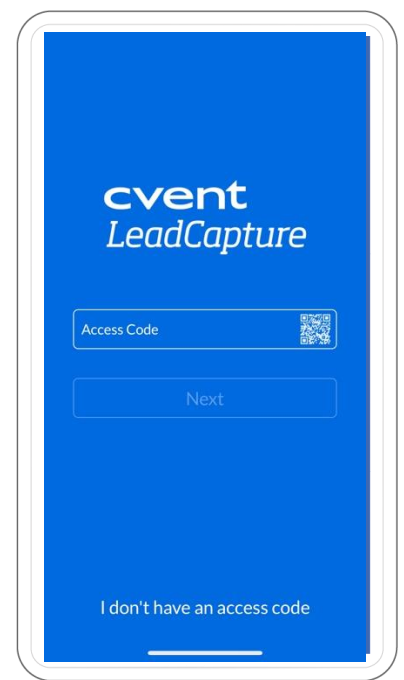 cvent
LeadCapture
Access Code
Next
I don't have an access code